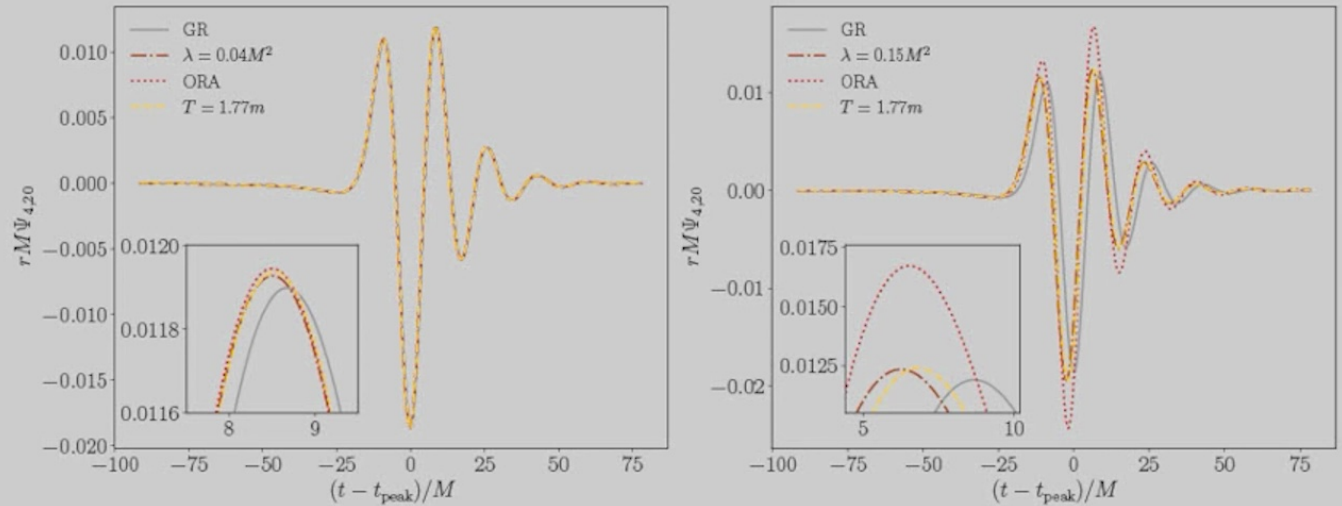 GR
λ = 0.04M²
ORA
T = 1.77m
0.010
0.005
0.000
−0.005
−0.010
−0.015
−0.020
rMΨ₄,₂₀
0.0120
0.0118
0.0116
8 9
−100 −75 −50 −25 0 25 50 75
(t − t_peak)/M
GR
λ = 0.15M²
ORA
T = 1.77m
0.01
0.00
−0.01
−0.02
rMΨ₄,₂₀
0.0175
0.0150
0.0125
5 10
−100 −75 −50 −25 0 25 50 75
(t − t_peak)/M